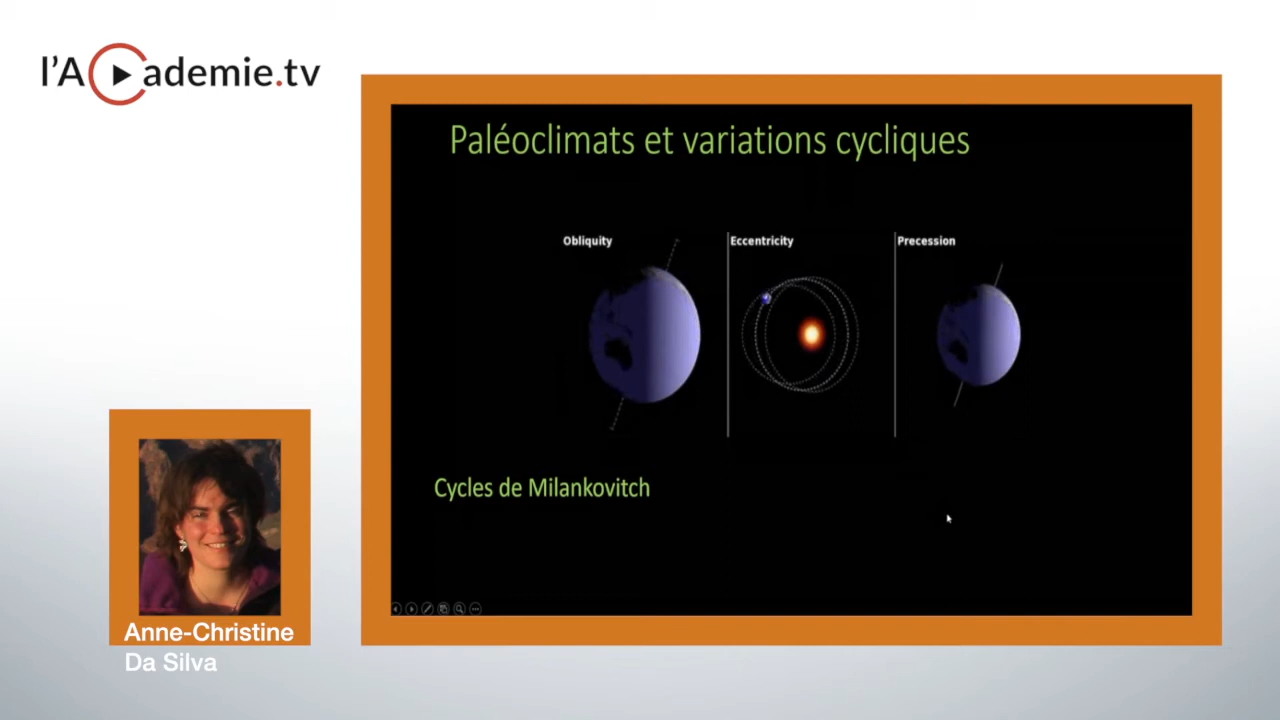 l'Academie.tv
Paléoclimats et variations cycliques
Obliquity
Eccentricity
Precession
Cycles de Milankovitch
Anne-Christine
Da Silva